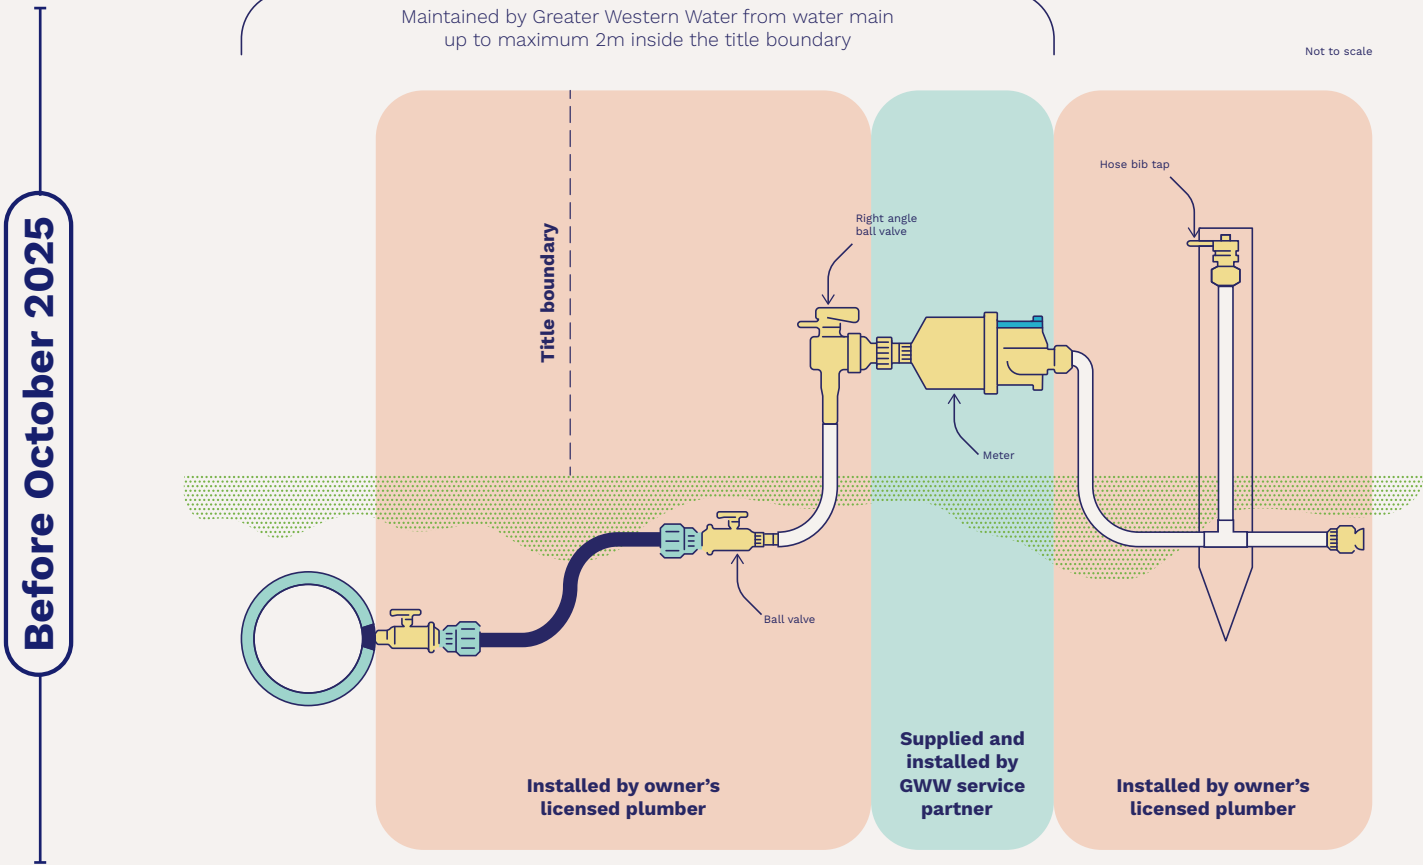 Maintained by Greater Western Water from water main
up to maximum 2m inside the title boundary
Not to scale
Before October 2025
Title boundary
Right angle
ball valve
Hose bib tap
Meter
Ball valve
Installed by owner’s
licensed plumber
Supplied and
installed by
GWW service
partner
Installed by owner’s
licensed plumber